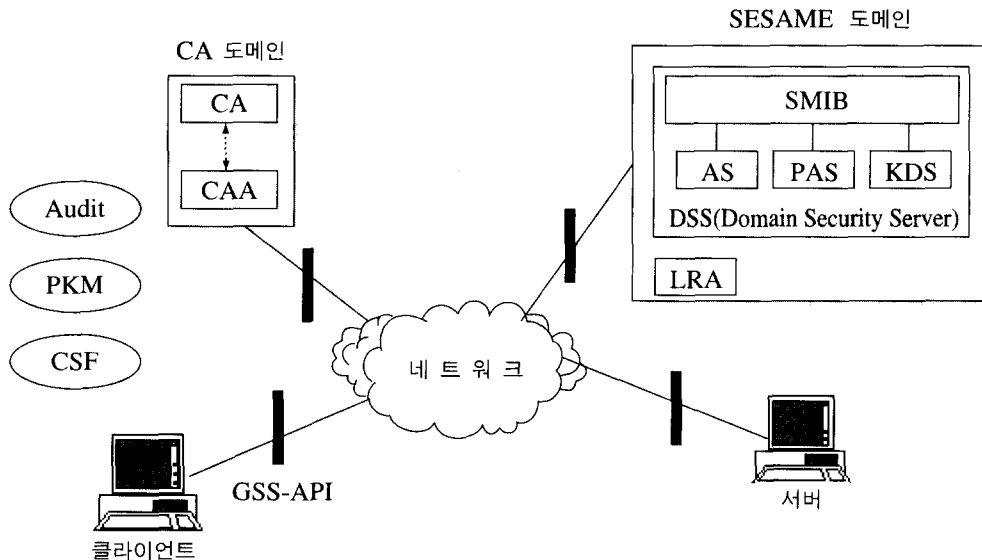 SESAME 도메인
CA 도메인
CA
CAA
SMIB
AS
PAS
KDS
DSS(Domain Security Server)
LRA
Audit
PKM
CSF
네 트 워 크
GSS-API
클라이언트
서버